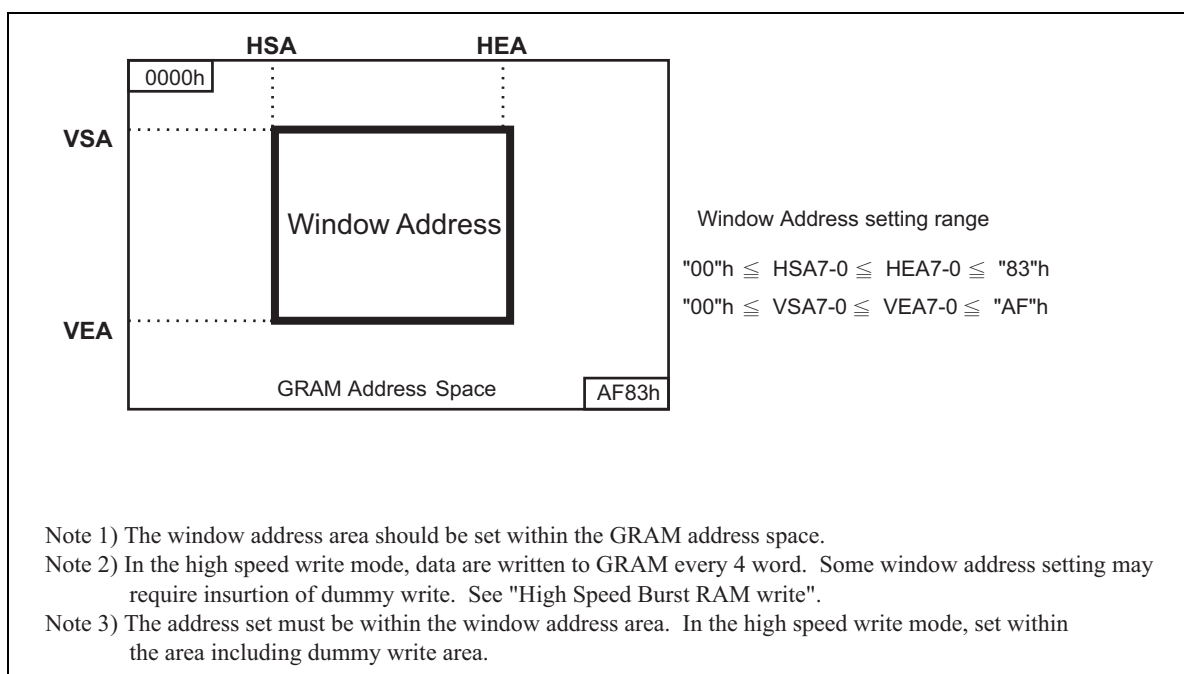 HSA HEA
0000h
VSA
Window Address
Window Address setting range
"00"h ≦ HSA7-0 ≦ HEA7-0 ≦ "83"h
"00"h ≦ VSA7-0 ≦ VEA7-0 ≦ "AF"h
VEA
GRAM Address Space
AF83h
Note 1) The window address area should be set within the GRAM address space.
Note 2) In the high speed write mode, data are written to GRAM every 4 word. Some window address setting may
require insurtion of dummy write. See "High Speed Burst RAM write".
Note 3) The address set must be within the window address area. In the high speed write mode, set within
the area including dummy write area.